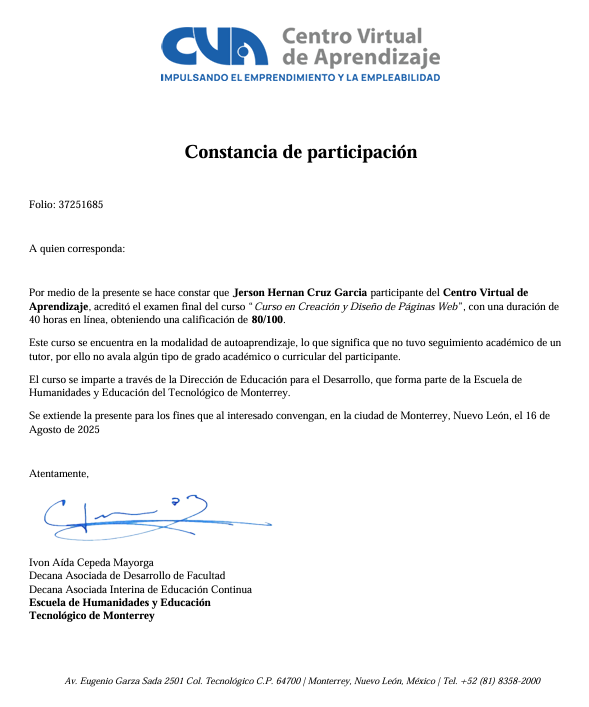 CVA Centro Virtual
de Aprendizaje
IMPULSANDO EL EMPRENDIMIENTO Y LA EMPLEABILIDAD
Constancia de participación
Folio: 37251685
A quien corresponda:
Por medio de la presente se hace constar que Jerson Hernan Cruz Garcia participante del Centro Virtual de
Aprendizaje, acreditó el examen final del curso "Curso en Creación y Diseño de Páginas Web", con una duración de
40 horas en línea, obteniendo una calificación de 80/100.
Este curso se encuentra en la modalidad de autoaprendizaje, lo que significa que no tuvo seguimiento académico de un
tutor, por ello no avala algún tipo de grado académico o curricular del participante.
El curso se imparte a través de la Dirección de Educación para el Desarrollo, que forma parte de la Escuela de
Humanidades y Educación del Tecnológico de Monterrey.
Se extiende la presente para los fines que al interesado convengan, en la ciudad de Monterrey, Nuevo León, el 16 de
Agosto de 2025
Atentamente,
Ivon Aída Cepeda Mayorga
Decana Asociada de Desarrollo de Facultad
Decana Asociada Interina de Educación Continua
Escuela de Humanidades y Educación
Tecnológico de Monterrey
Av. Eugenio Garza Sada 2501 Col. Tecnológico C.P. 64700 | Monterrey, Nuevo León, México | Tel. +52 (81) 8358-2000